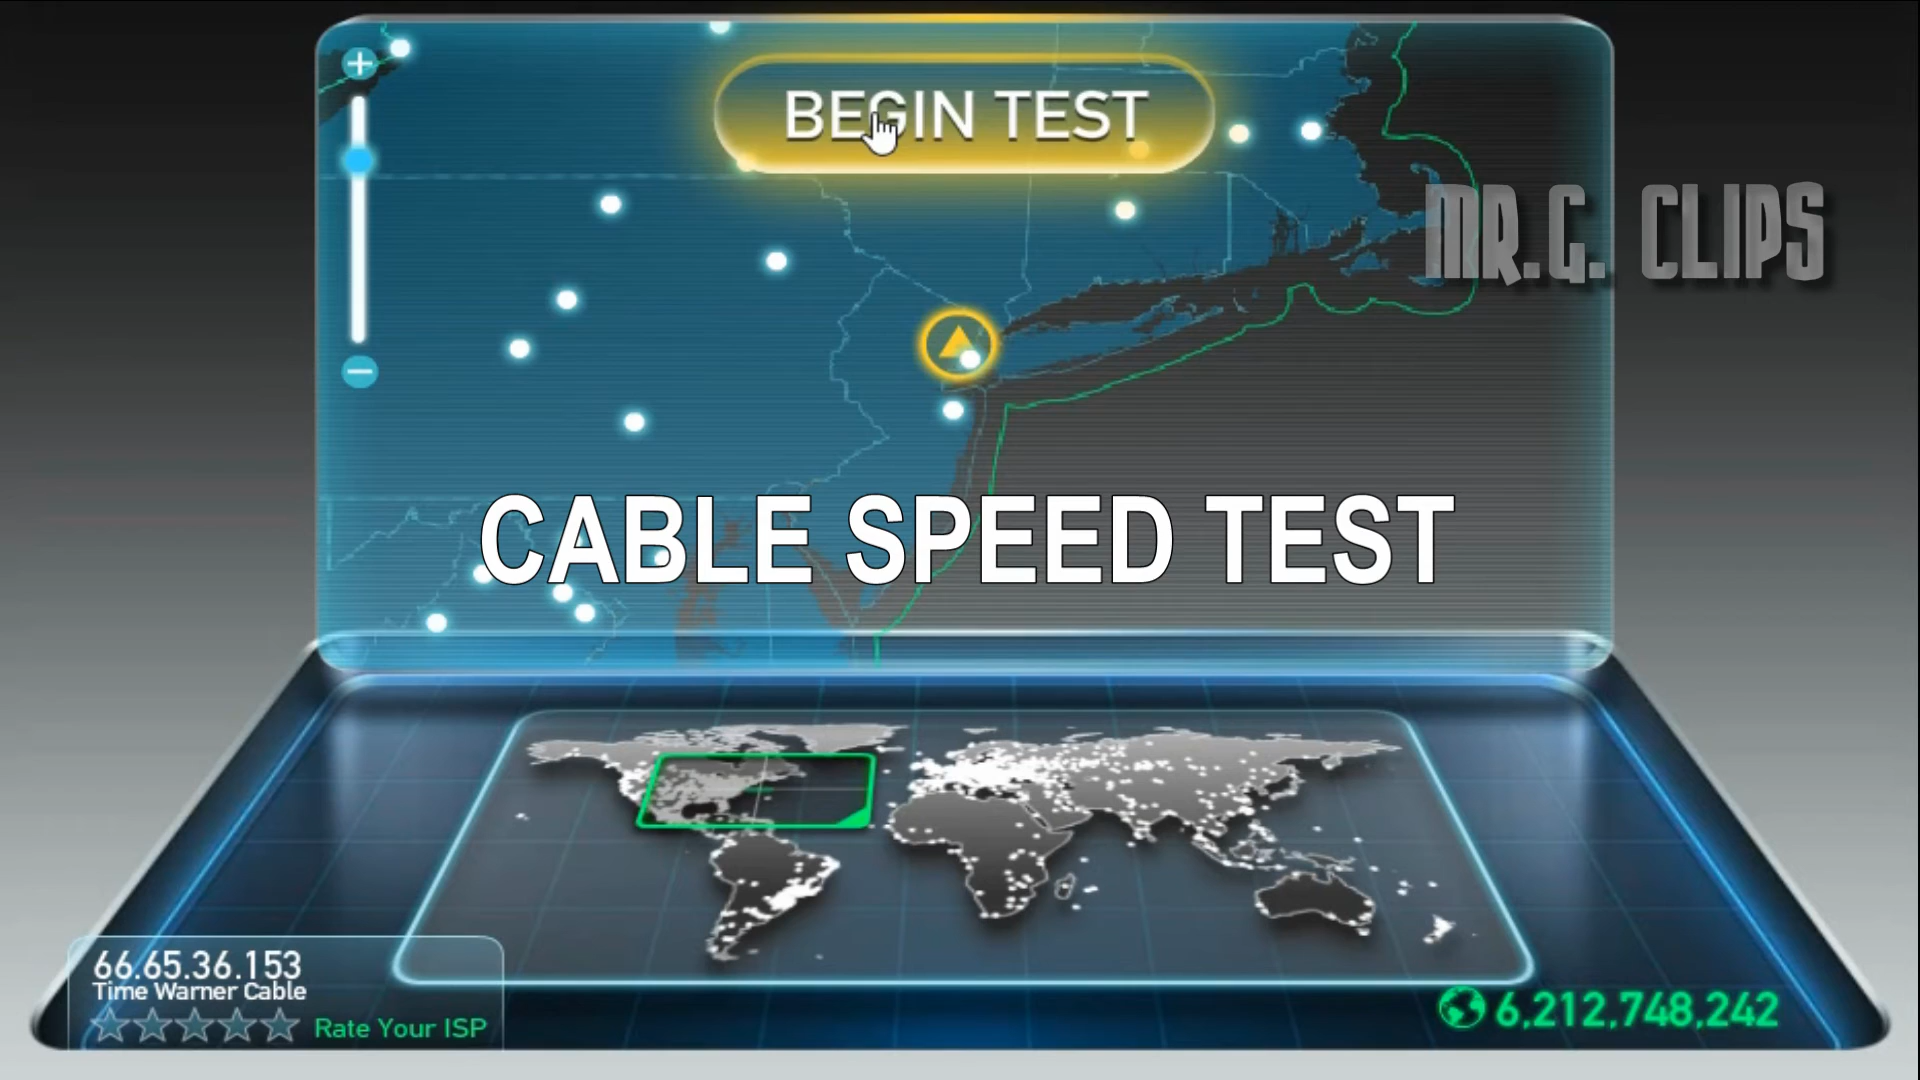 BEGIN TEST
MR.G. CLIPS
CABLE SPEED TEST
66.65.36.153
Time Warner Cable
Rate Your ISP
6,212,748,242